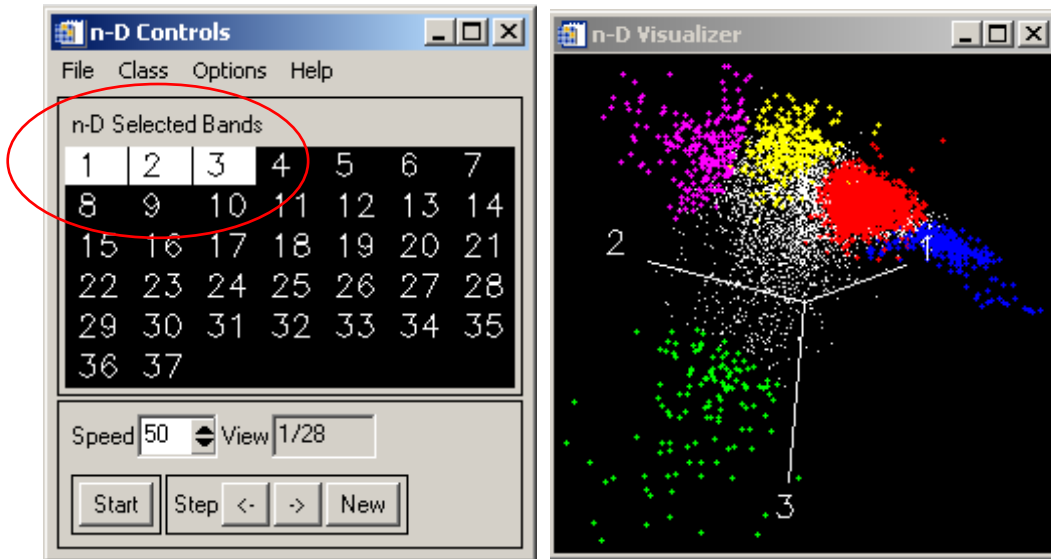 n-D Controls
File Class Options Help
n-D Selected Bands
1 2 3 4 5 6 7
8 9 10 11 12 13 14
15 16 17 18 19 20 21
22 23 24 25 26 27 28
29 30 31 32 33 34 35
36 37
Speed 50 View 1/28
Start Step <- -> New
n-D Visualizer
2 1
3